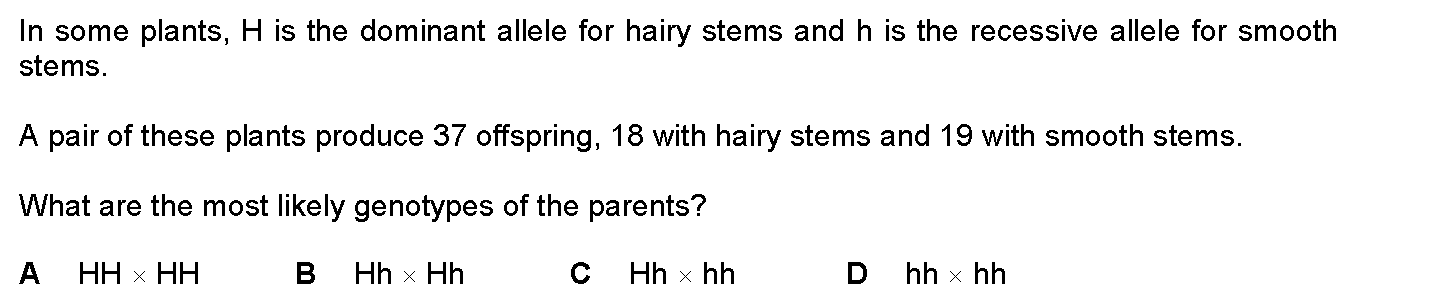 In some plants, H is the dominant allele for hairy stems and h is the recessive allele for smooth
stems.
A pair of these plants produce 37 offspring, 18 with hairy stems and 19 with smooth stems.
What are the most likely genotypes of the parents?
A HH × HH B Hh × Hh C Hh × hh D hh × hh